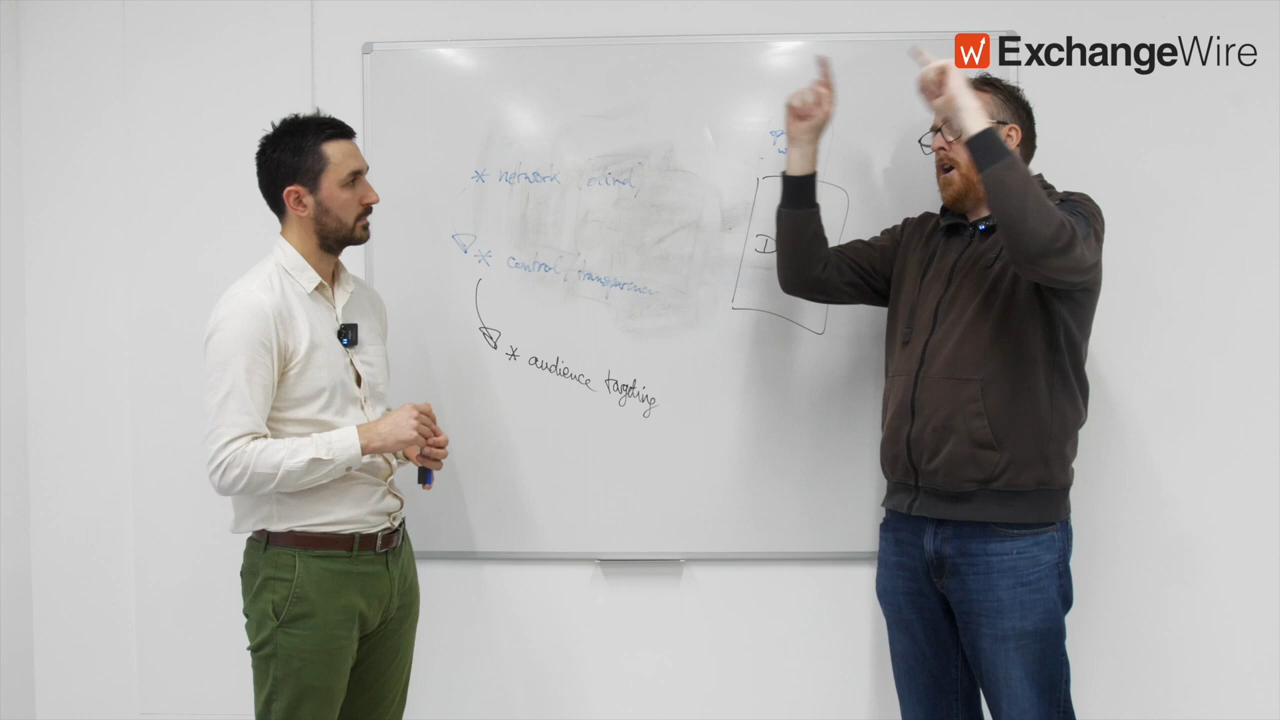 ExchangeWire
* network (blind)
* control / transparency
* audience targeting
D